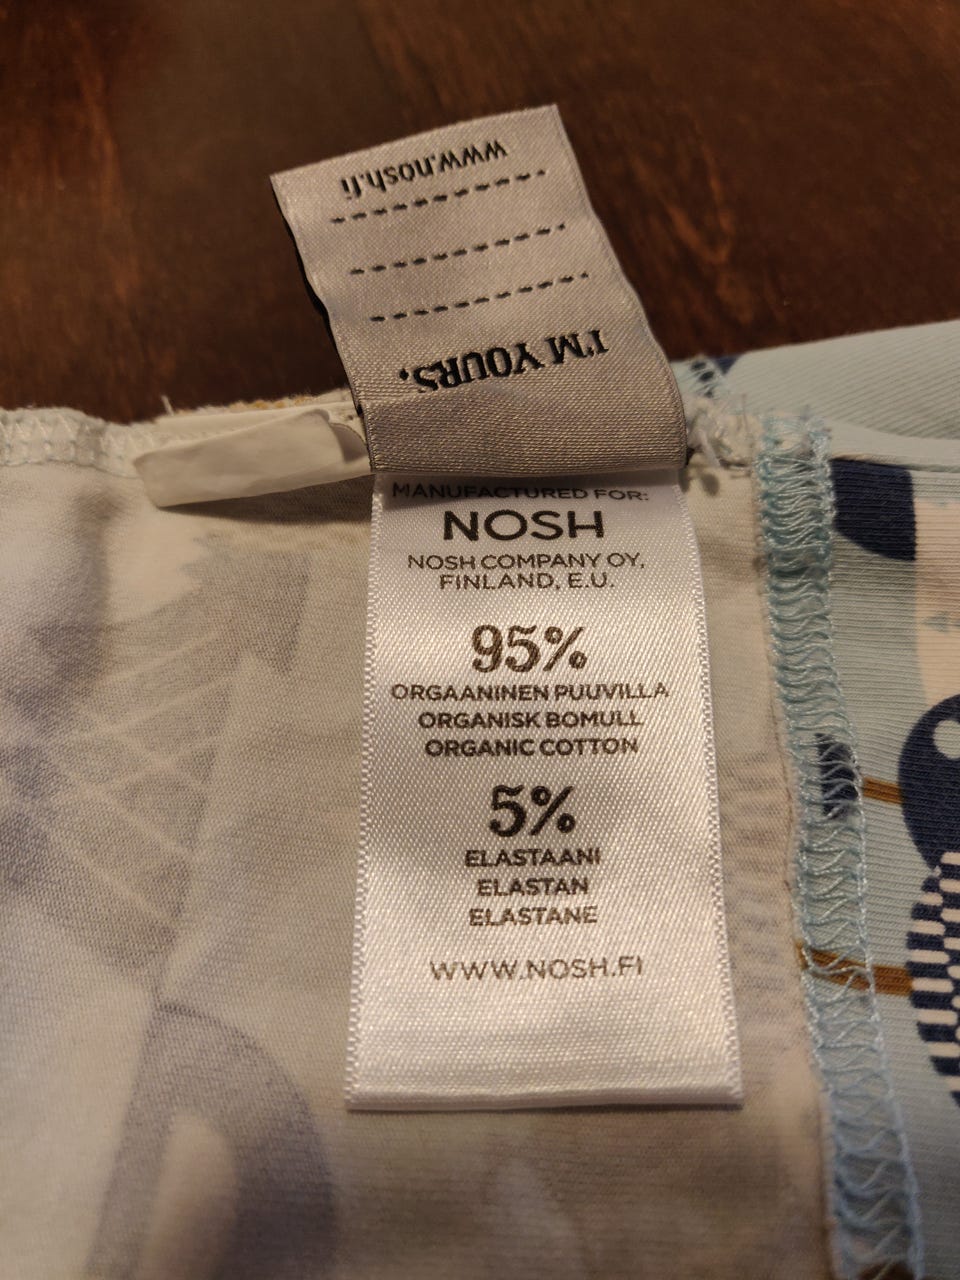 www.nosh.fi
I'M YOURS.
MANUFACTURED FOR:
NOSH
NOSH COMPANY OY,
FINLAND, E.U.
95%
ORGAANINEN PUUVILLA
ORGANISK BOMULL
ORGANIC COTTON
5%
ELASTAANI
ELASTAN
ELASTANE
WWW.NOSH.FI